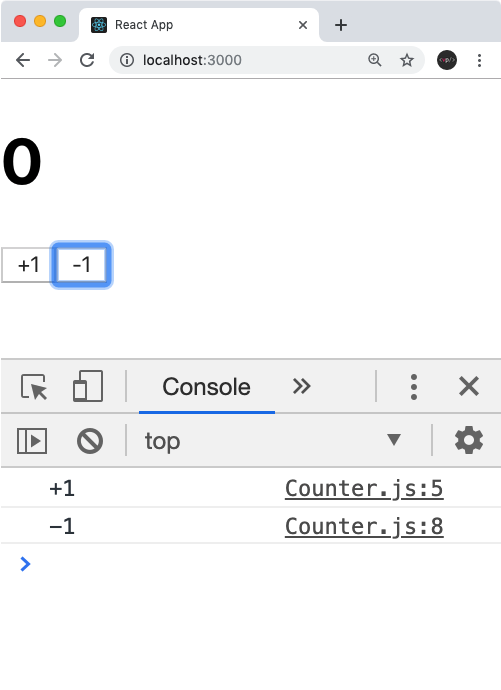 React App
localhost:3000
0
+1 -1
Console
top
+1 Counter.js:5
-1 Counter.js:8